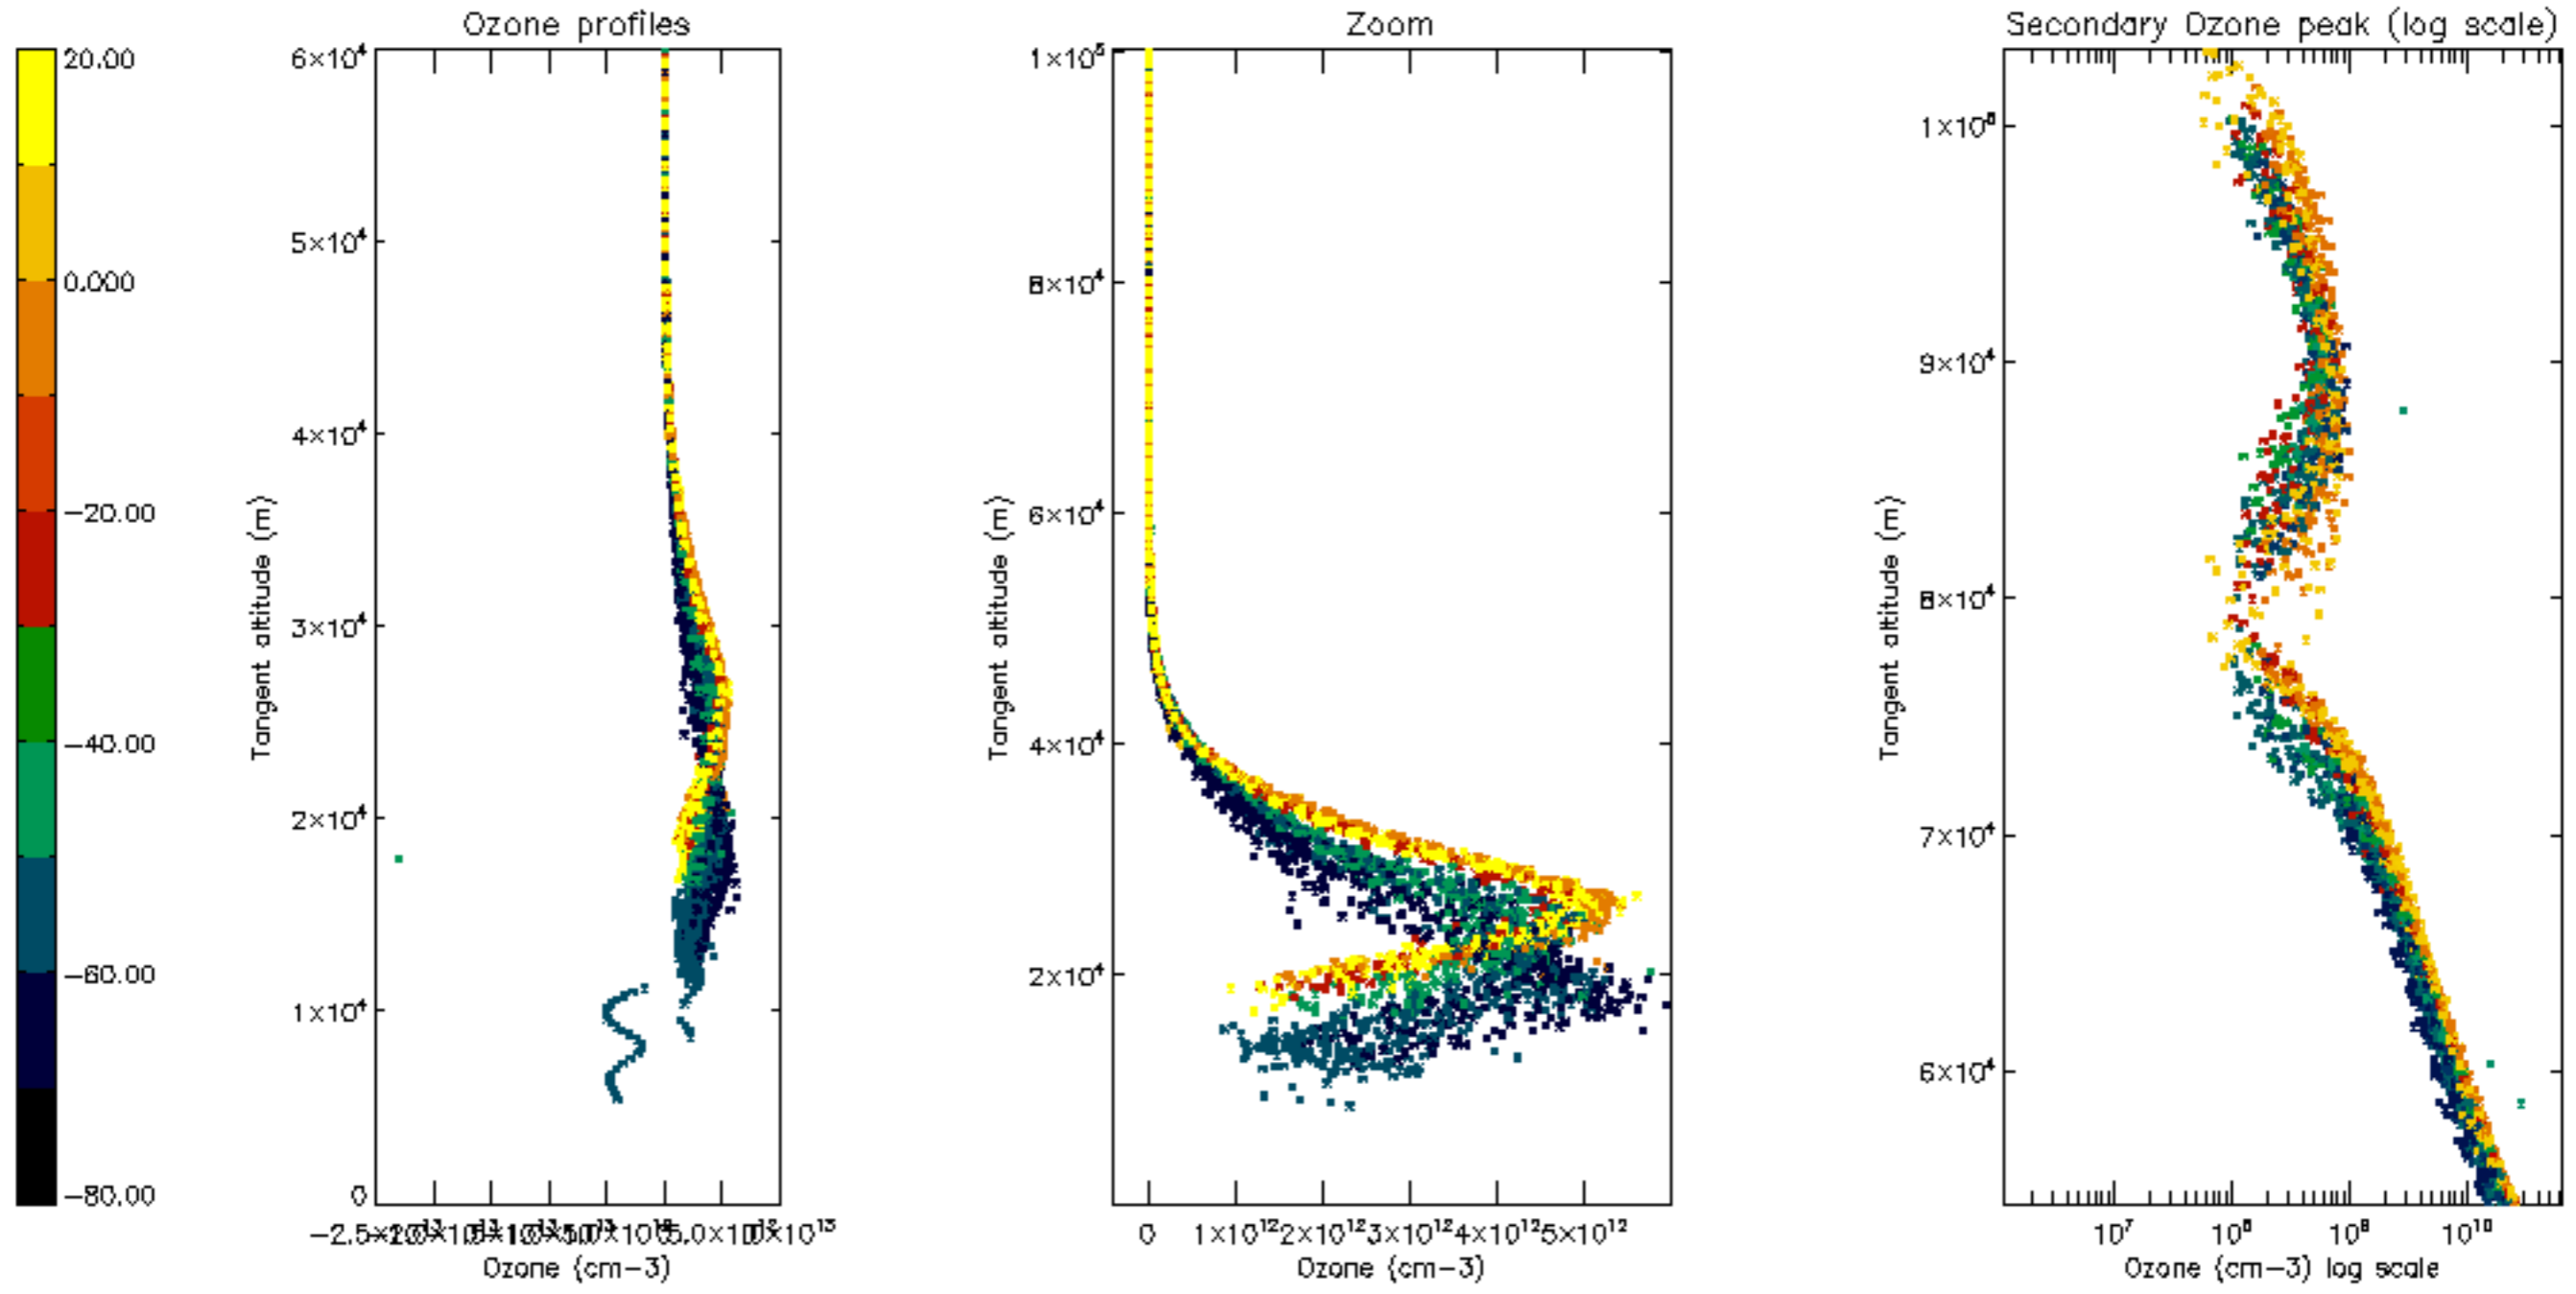 Ozone profiles
Zoom
Secondary Ozone peak (log scale)
20.00
0.000
−20.00
−40.00
−60.00
−80.00
6×10⁴
5×10⁴
4×10⁴
3×10⁴
2×10⁴
1×10⁴
0
Tangent altitude (m)
Ozone (cm−3)
1×10⁵
8×10⁴
6×10⁴
4×10⁴
2×10⁴
Tangent altitude (m)
0 1×10¹² 2×10¹² 3×10¹² 4×10¹² 5×10¹²
Ozone (cm−3)
1×10⁵
9×10⁴
8×10⁴
7×10⁴
6×10⁴
Tangent altitude (m)
10⁷ 10⁸ 10⁹ 10¹⁰
Ozone (cm−3) log scale